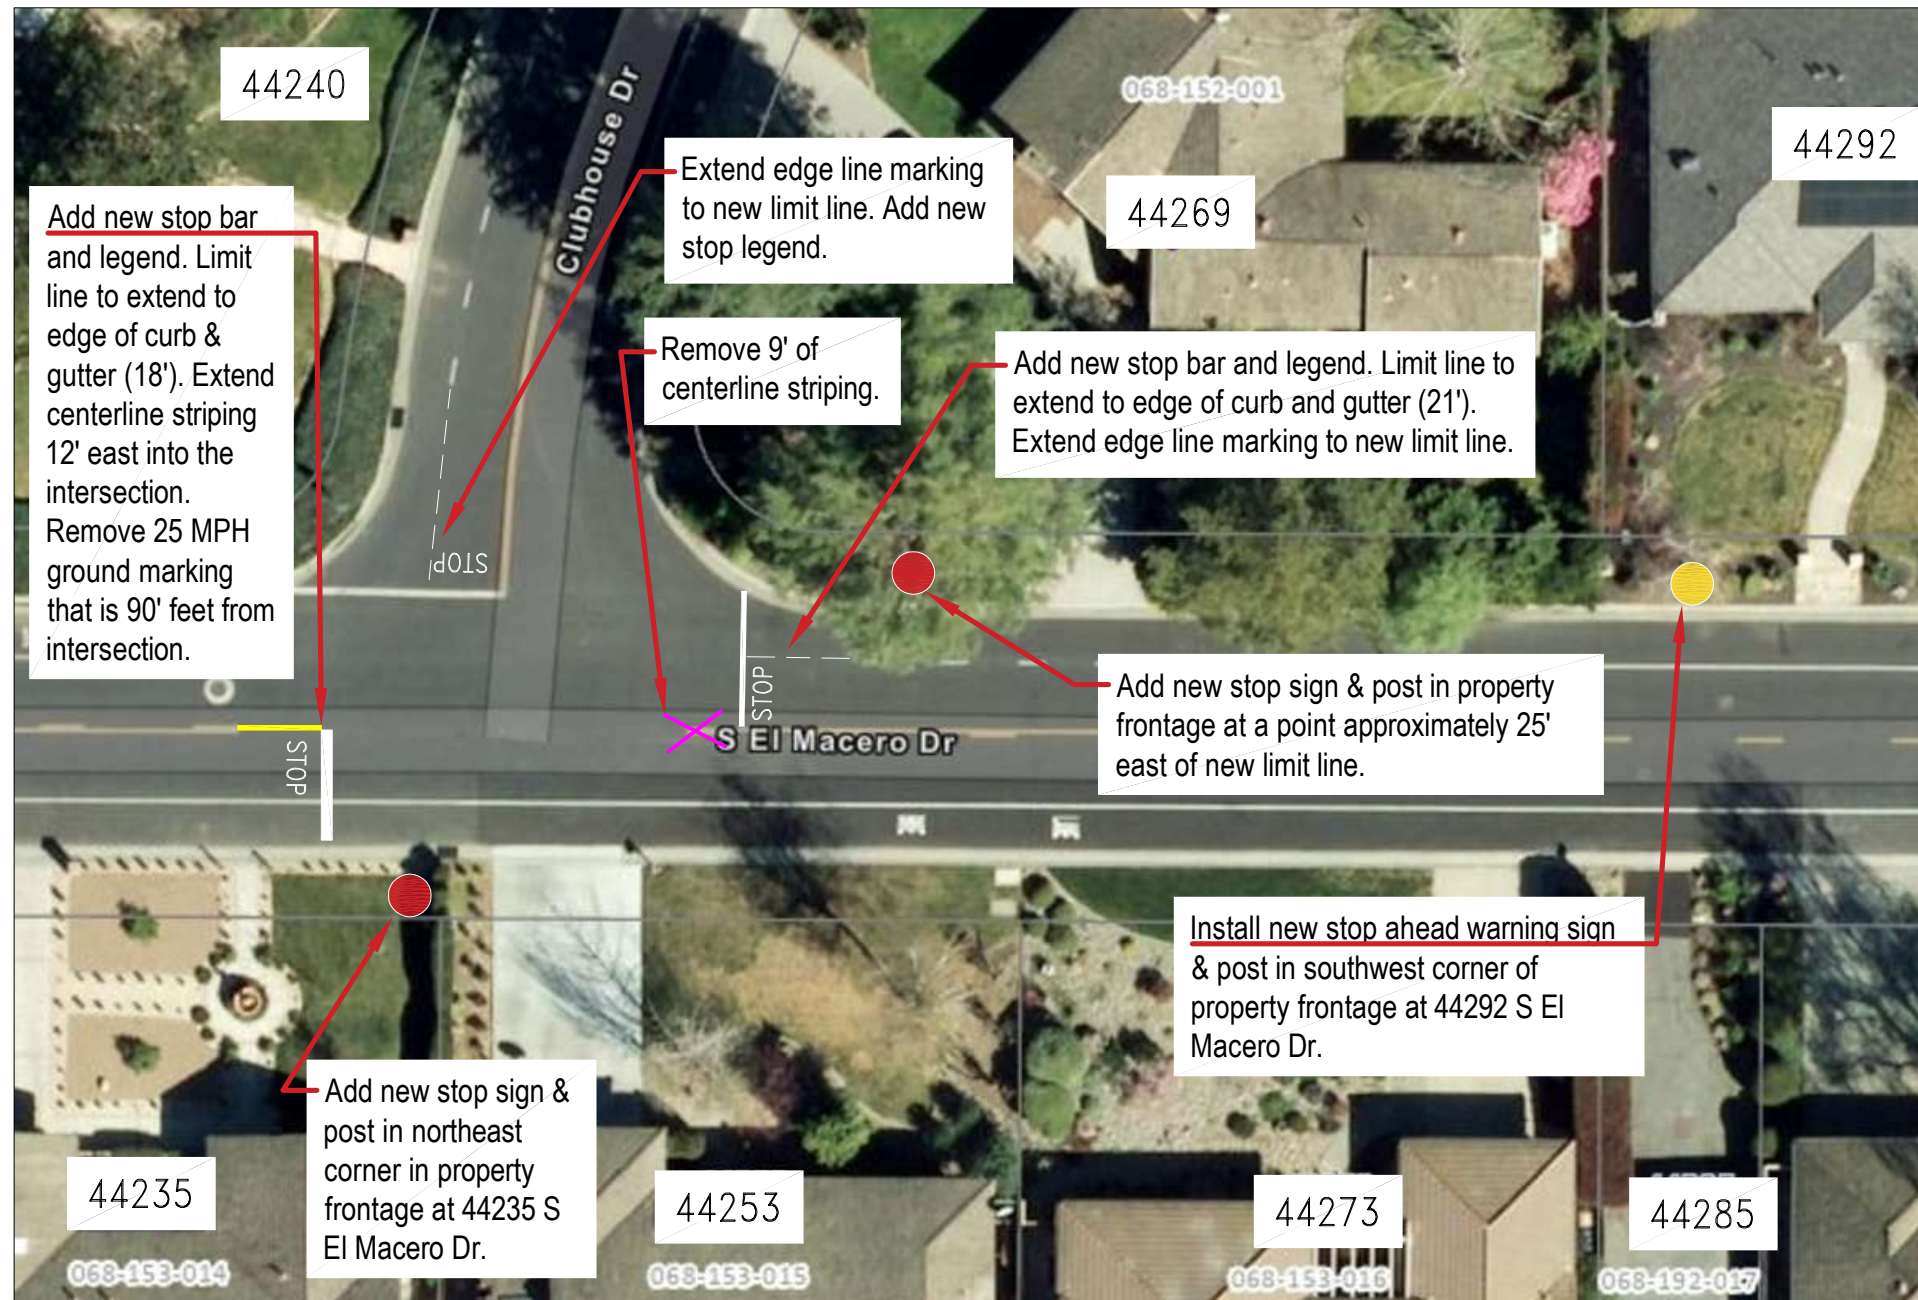 44240
068-152-001
44292
Clubhouse Dr
Extend edge line marking
to new limit line. Add new
stop legend.
44269
Add new stop bar
and legend. Limit
line to extend to
edge of curb &
gutter (18'). Extend
centerline striping
12' east into the
intersection.
Remove 25 MPH
ground marking
that is 90' feet from
intersection.
Remove 9' of
centerline striping.
Add new stop bar and legend. Limit line to
extend to edge of curb and gutter (21').
Extend edge line marking to new limit line.
STOP
STOP
STOP
S El Macero Dr
Add new stop sign & post in property
frontage at a point approximately 25'
east of new limit line.
Install new stop ahead warning sign
& post in southwest corner of
property frontage at 44292 S El
Macero Dr.
Add new stop sign &
post in northeast
corner in property
frontage at 44235 S
El Macero Dr.
44235
44253
44273
44285
068-153-014
068-153-015
068-153-016
068-192-017